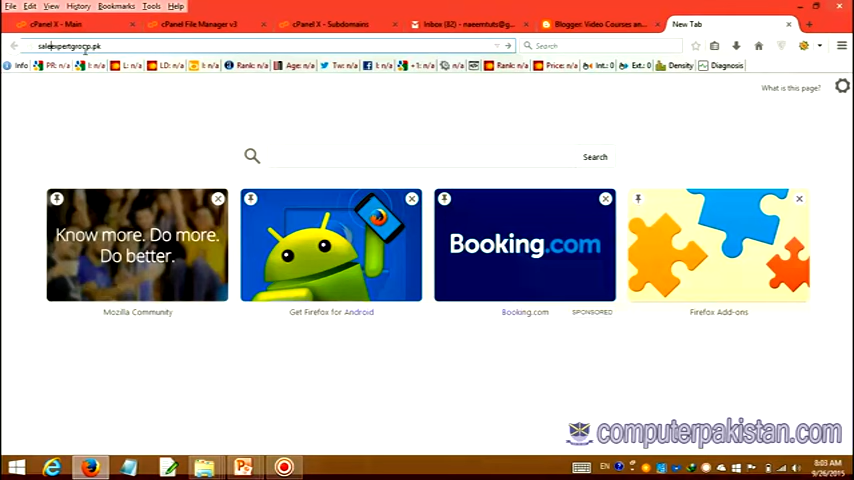 File Edit View History Bookmarks Tools Help
cPanel X - Main
cPanel File Manager v3
cPanel X - Subdomains
Inbox (82) - naeemtuts@g...
Blogger: Video Courses an...
New Tab
Search
Info PR: n/a I: n/a L: n/a LD: n/a I: n/a Rank: n/a Age: n/a Tw: n/a I: n/a +1: n/a n/a Rank: n/a Price: n/a Int.: 0 Ext.: 0 Density Diagnosis
What is this page?
Search
Know more. Do more.
Do better.
Booking.com
Mozilla Community
Get Firefox for Android
Booking.com
SPONSORED
Firefox Add-ons
computerpakistan.com
EN
8:03 AM
9/26/2015